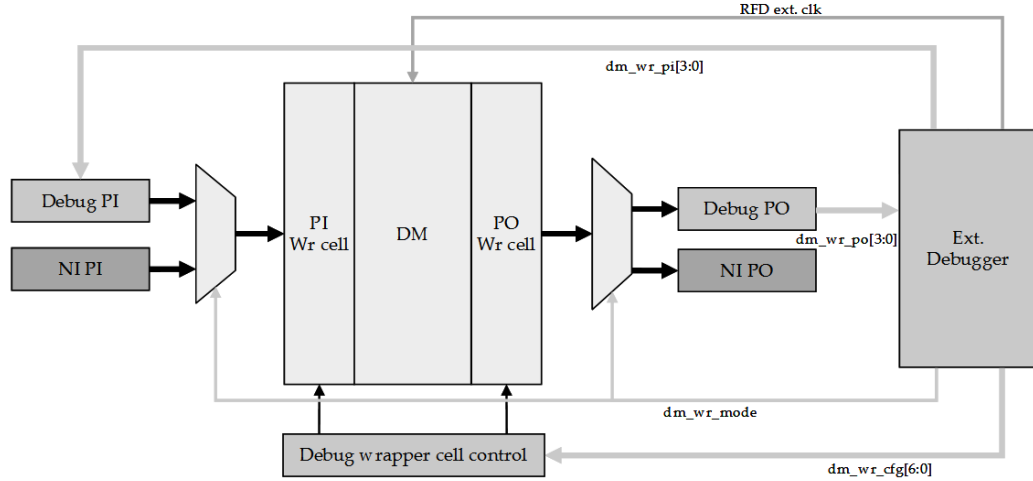 RFD ext. clk
dm_wr_pi[3:0]
Debug PI
NI PI
PI
Wr cell
DM
PO
Wr cell
Debug PO
NI PO
dm_wr_po[3:0]
Ext.
Debugger
dm_wr_mode
Debug wrapper cell control
dm_wr_cfg[6:0]